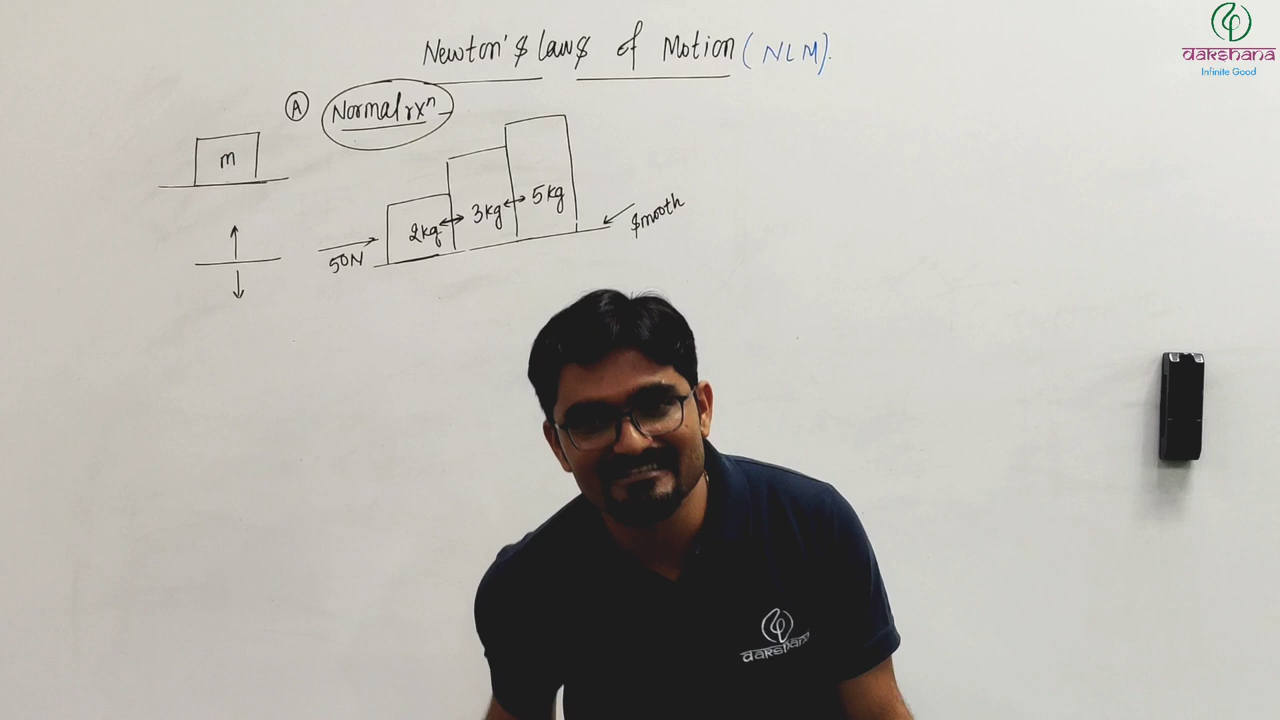 Newton's Laws of Motion (NLM).
dakshana
Infinite Good
A Normal rxⁿ
m
2kg 3kg 5kg
smooth
50N
dakshana